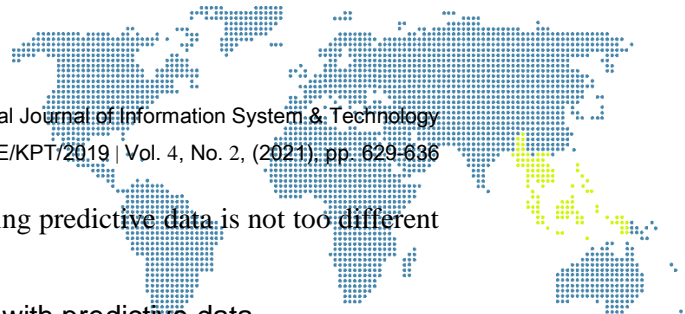 al Journal of Information System & Technology
E/KPT/2019 | Vol. 4, No. 2, (2021), pp. 629-636
ing predictive data is not too different
with predictive data